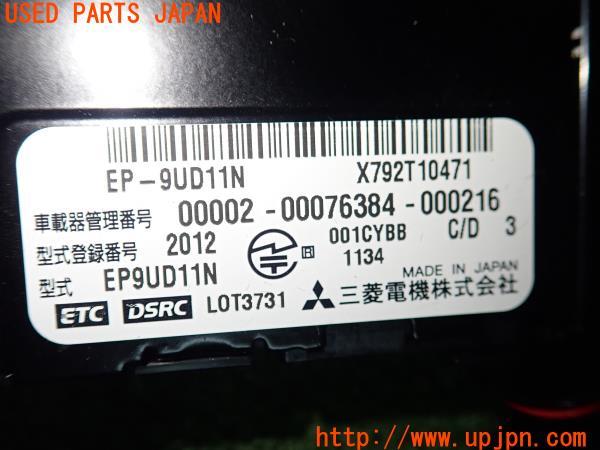 USED PARTS JAPAN
EP-9UD11N X792T10471
車載器管理番号 00002-00076384-000216
型式登録番号 2012 R 001CYBB C/D 3
1134
型式 EP9UD11N MADE IN JAPAN
ETC DSRC LOT3731 三菱電機株式会社
http://www.upjpn.com/